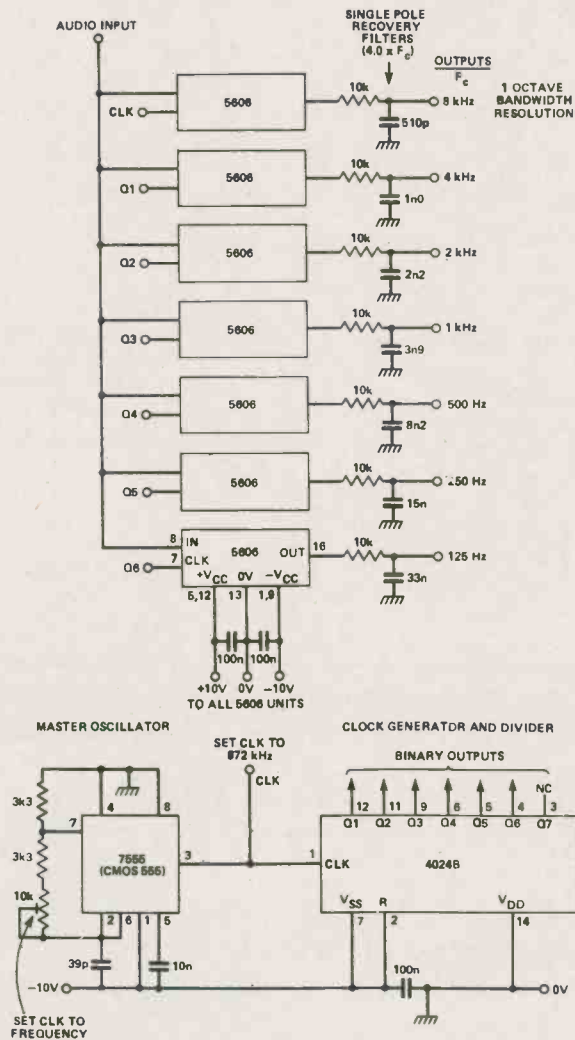 AUDIO INPUT
SINGLE POLE
RECOVERY
FILTERS
(4.0 x Fc)
OUTPUTS
Fc
1 OCTAVE
BANDWIDTH
RESOLUTION
5606
10k
8 kHz
CLK
510p
5606
10k
4 kHz
Q1
1n0
5606
10k
2 kHz
Q2
2n2
5606
10k
1 kHz
Q3
3n9
5606
10k
500 Hz
Q4
8n2
5606
10k
250 Hz
Q5
15n
8 IN
5606
OUT 16
10k
125 Hz
Q6
7 CLK
33n
+VCC 0V −VCC
5,12 13 1,9
100n 100n
+10V 0V −10V
TO ALL 5606 UNITS
MASTER OSCILLATOR
SET CLK TO
872 kHz
CLK
CLOCK GENERATOR AND DIVIDER
BINARY OUTPUTS
NC
12 11 9 6 5 4 3
Q1 Q2 Q3 Q4 Q5 Q6 Q7
3k3
4 8
7
7555
(CMOS 555)
3
1 CLK
4024B
3k3
10k
2 6 1 5
VSS R VDD
7 2 14
39p
10n
100n
−10V
0V
SET CLK TO
FREQUENCY